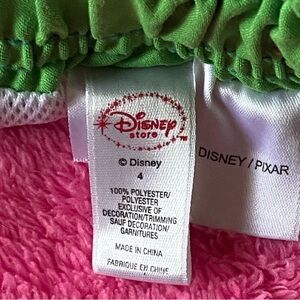 Disney
store
© Disney
4
100% POLYESTER/
POLYESTER
EXCLUSIVE OF
DECORATION/TRIMMING
SAUF DECORATION/
GARNITURES
MADE IN CHINA
FABRIQUE EN CHINE
DISNEY / PIXAR